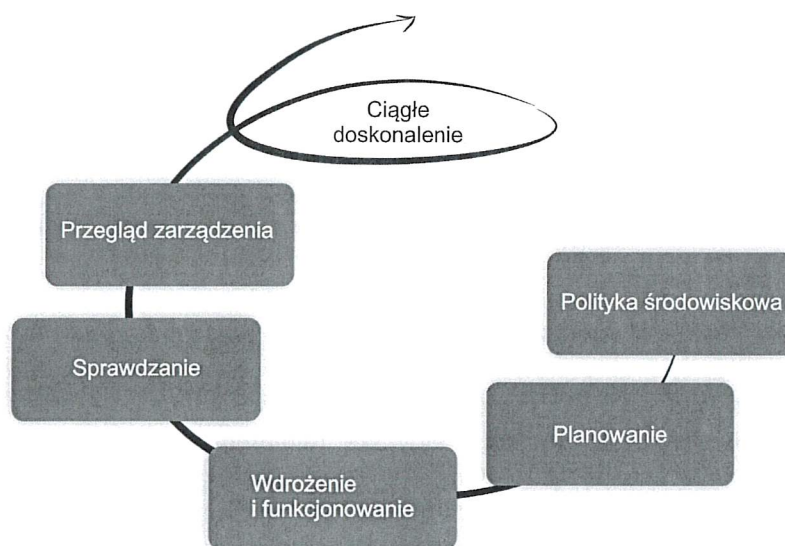 Ciągłe
doskonalenie
Przegląd zarządzenia
Polityka środowiskowa
Sprawdzanie
Planowanie
Wdrożenie
i funkcjonowanie